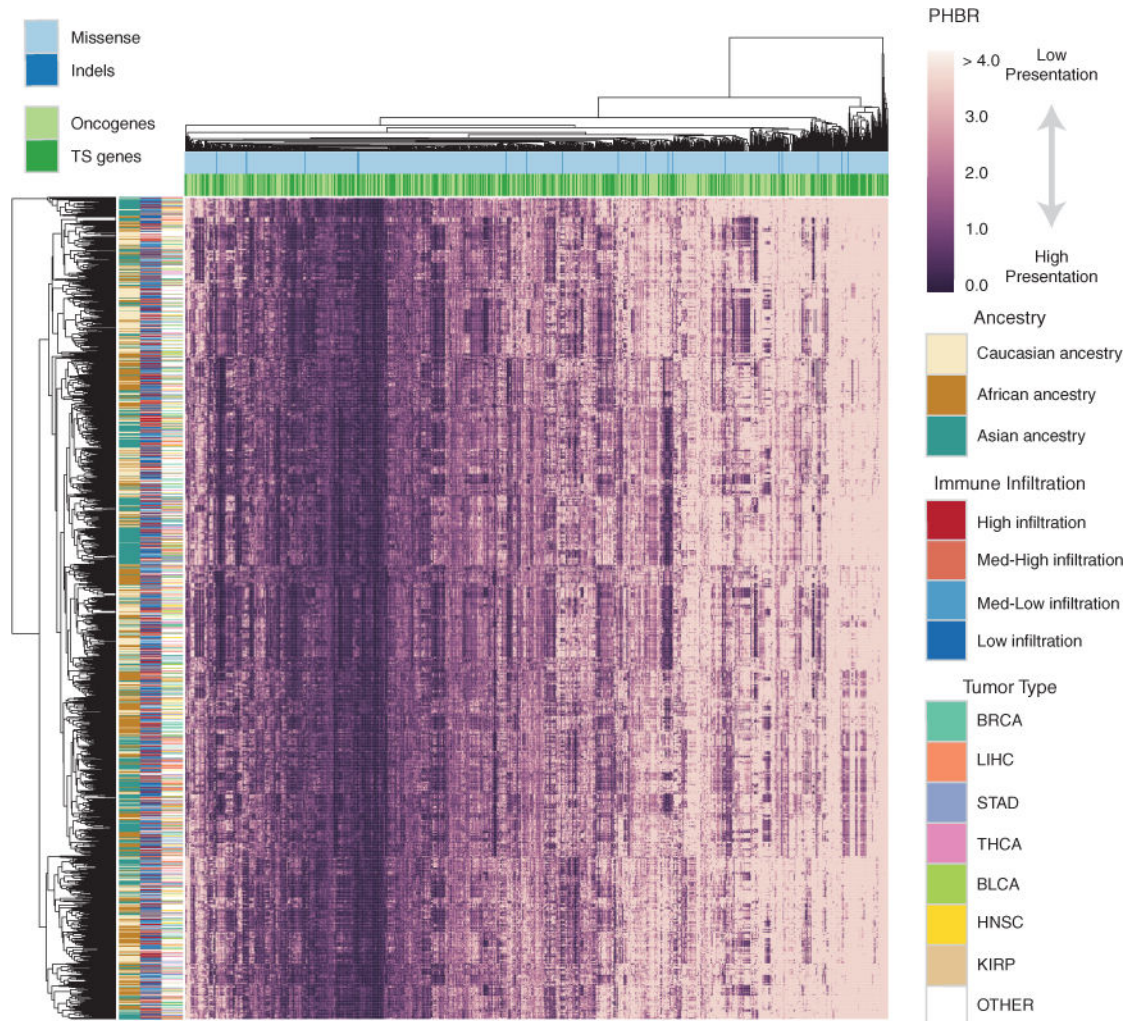 Missense
Indels
Oncogenes
TS genes
PHBR
> 4.0
3.0
2.0
1.0
0.0
Low
Presentation
High
Presentation
Ancestry
Caucasian ancestry
African ancestry
Asian ancestry
Immune Infiltration
High infiltration
Med-High infiltration
Med-Low infiltration
Low infiltration
Tumor Type
BRCA
LIHC
STAD
THCA
BLCA
HNSC
KIRP
OTHER